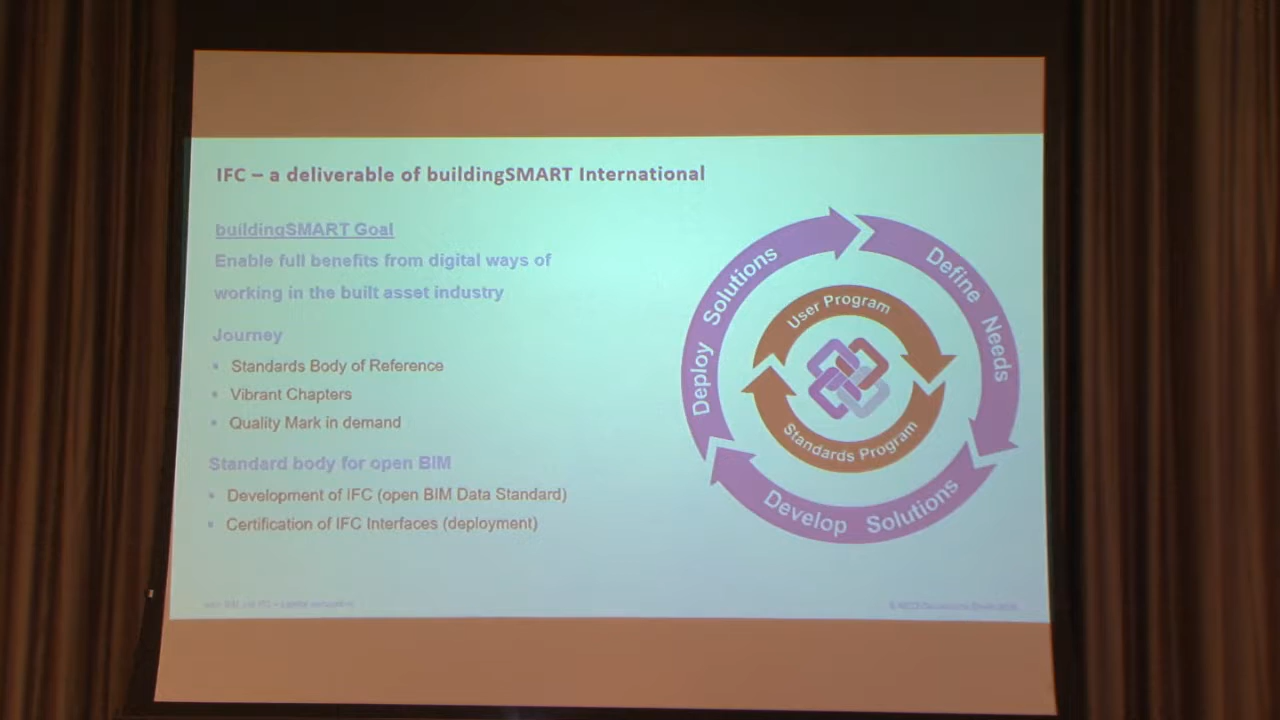 IFC – a deliverable of buildingSMART International
buildingSMART Goal
Enable full benefits from digital ways of
working in the built asset industry
Journey
Standards Body of Reference
Vibrant Chapters
Quality Mark in demand
Standard body for open BIM
Development of IFC (open BIM Data Standard)
Certification of IFC Interfaces (deployment)
Deploy Solutions
Define Needs
Develop Solutions
User Program
Standards Program